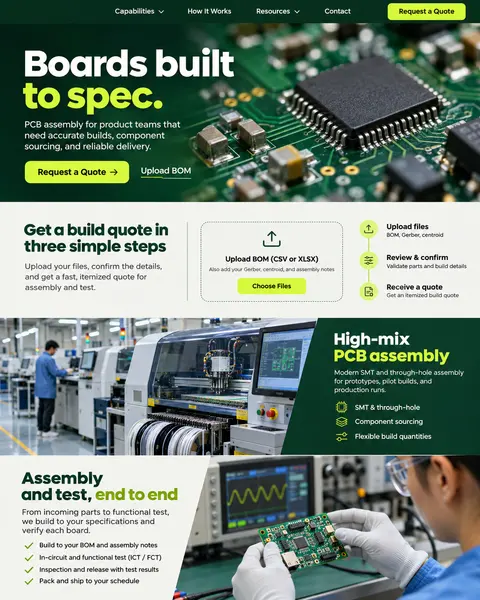 Capabilities
How it Works
Resources
Contact
Request a Quote
Boards built
to spec.
PCB assembly for product teams that
need accurate builds, component
sourcing, and reliable delivery.
Request a Quote →
Upload BOM
Get a build quote in
three simple steps
Upload your files, confirm the details,
and get a fast, itemized quote for
assembly and test.
Upload BOM (CSV or XLSX)
Also add your Gerber, centroid, and assembly notes
Choose Files
Upload files
BOM, Gerber, centroid
Review & confirm
Validate parts and build details
Receive a quote
Get an itemized build quote
High-mix
PCB assembly
Modern SMT and through-hole assembly
for prototypes, pilot builds, and
production runs.
SMT & through-hole
Component sourcing
Flexible build quantities
Assembly
and test, end to end
From incoming parts to functional test,
we build to your specifications and
verify each board.
Build to your BOM and assembly notes
In-circuit and functional test (ICT / FCT)
Inspection and release with test results
Pack and ship to your schedule